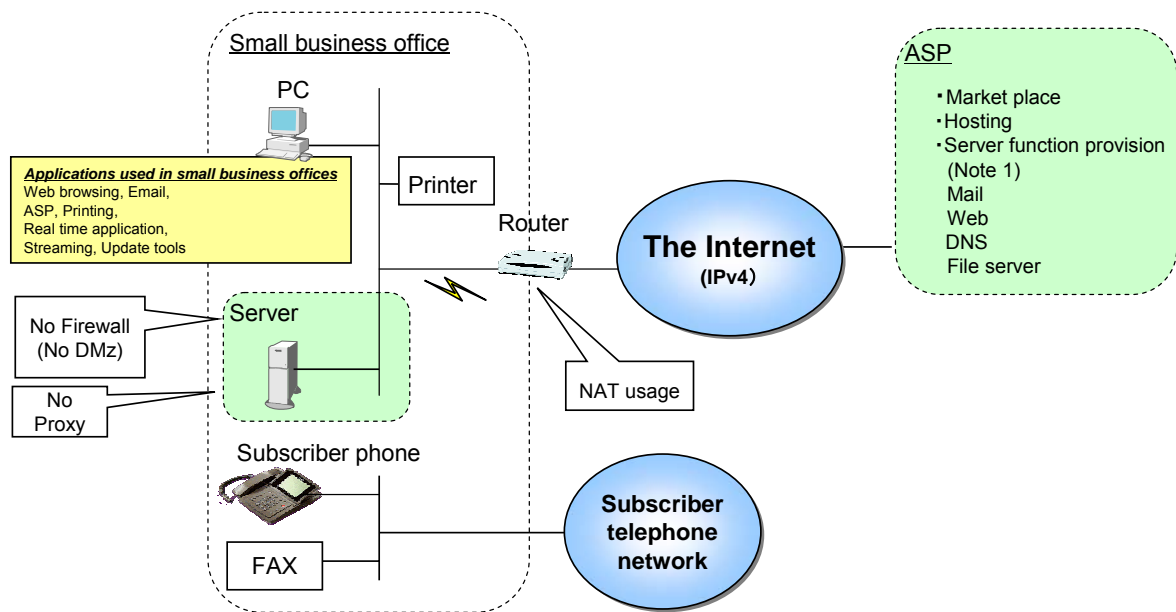 Small business office
PC
Applications used in small business offices
Web browsing, Email,
ASP, Printing,
Real time application,
Streaming, Update tools
Printer
Router
The Internet
(IPv4）
ASP
・Market place
・Hosting
・Server function provision
(Note 1)
Mail
Web
DNS
File server
No Firewall
(No DMz)
Server
No
Proxy
NAT usage
Subscriber phone
FAX
Subscriber
telephone
network